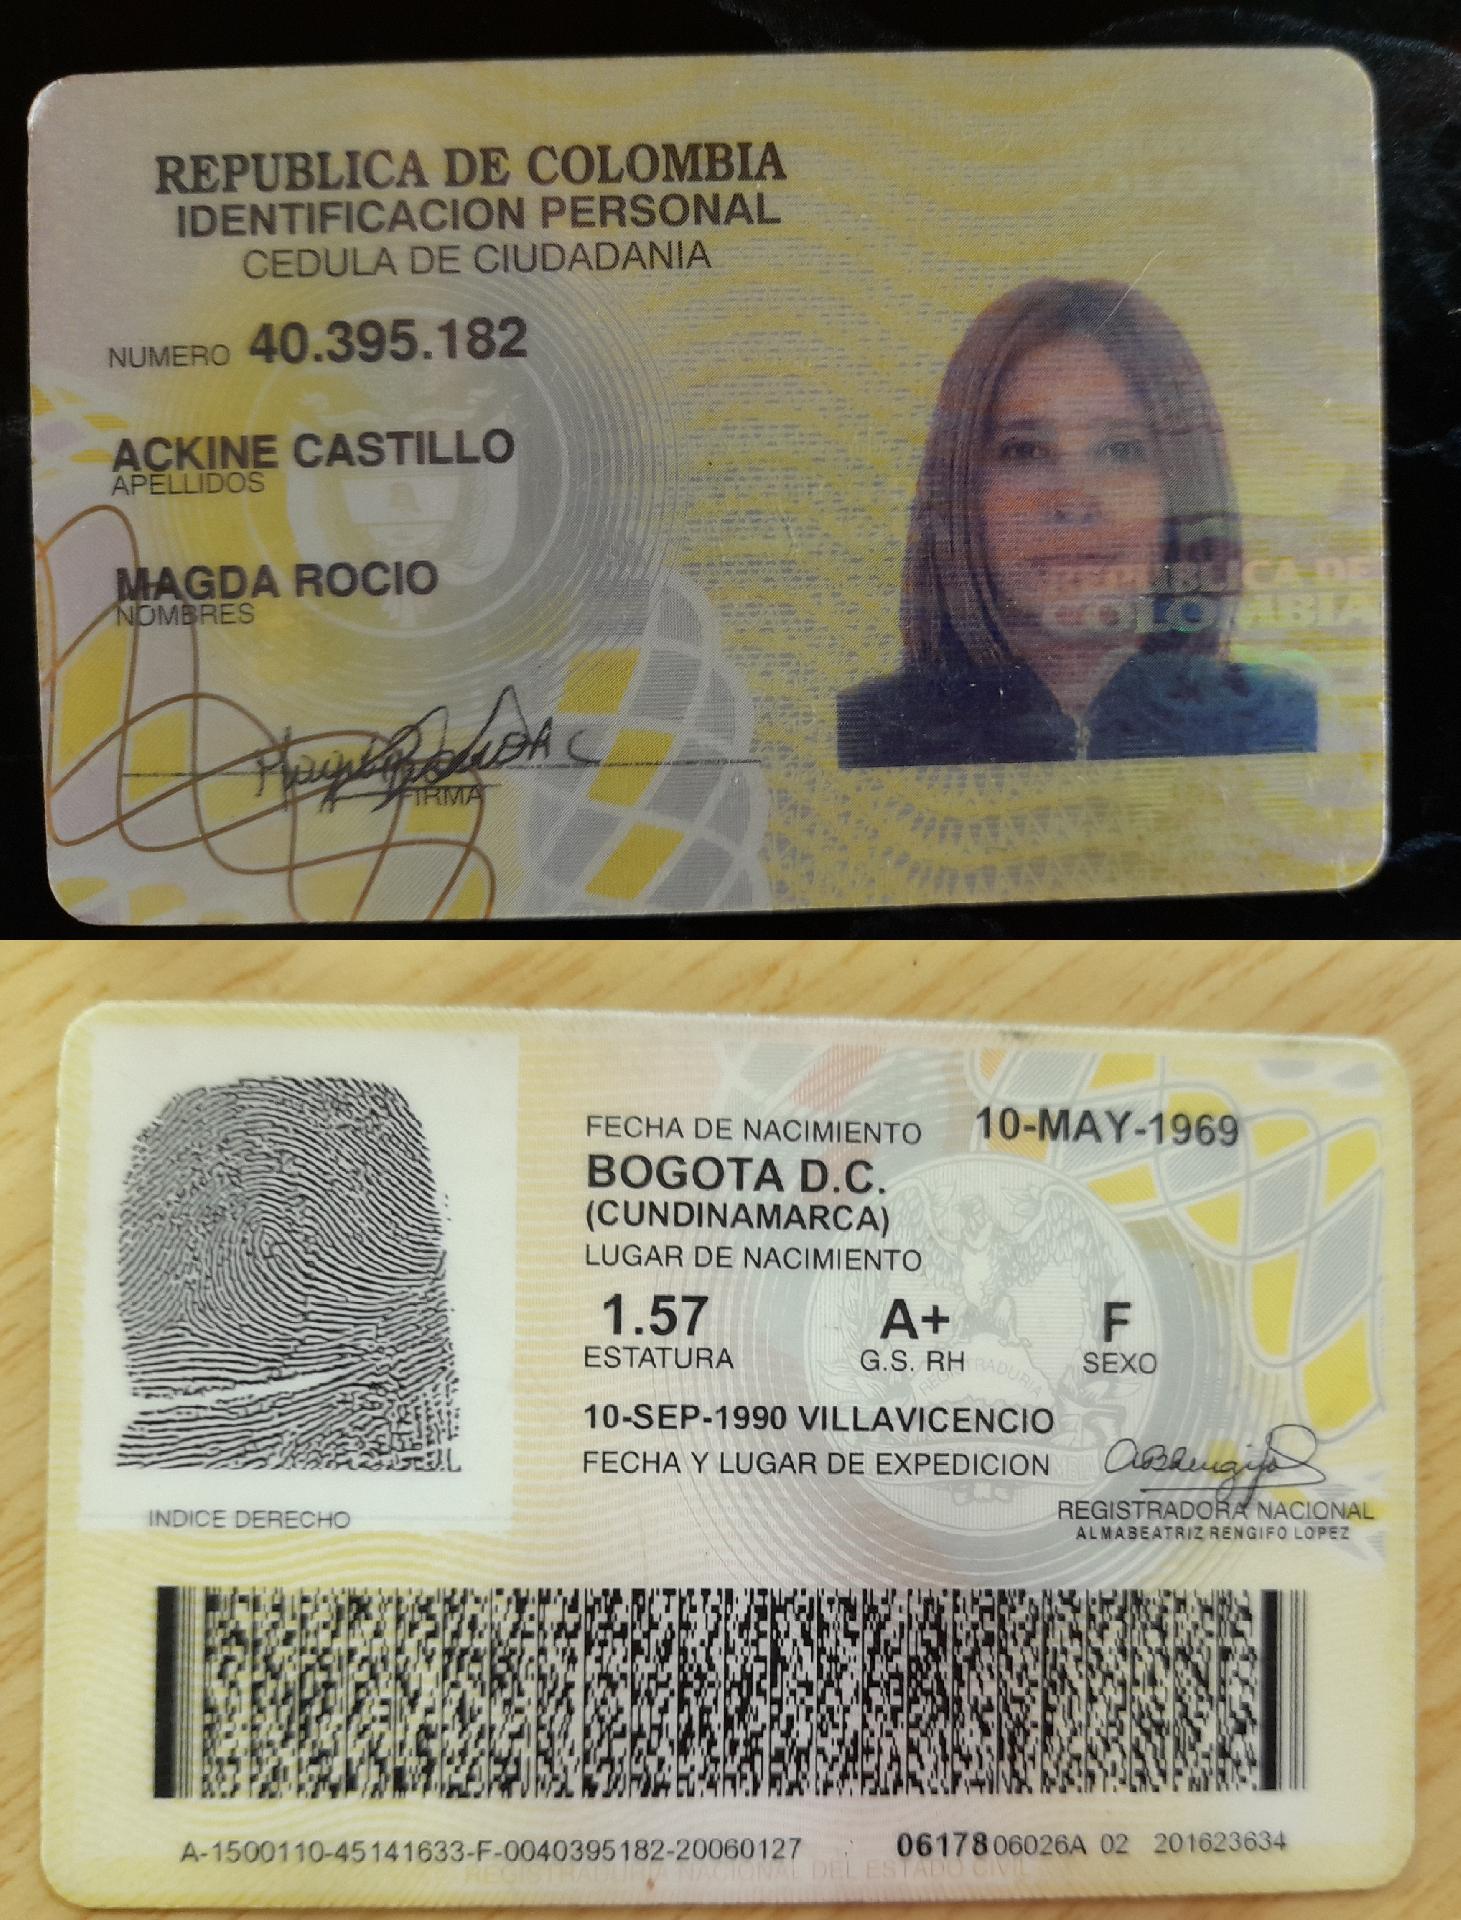 REPUBLICA DE COLOMBIA
IDENTIFICACION PERSONAL
CEDULA DE CIUDADANIA
NUMERO 40.395.182
ACKINE CASTILLO
APELLIDOS
MAGDA ROCIO
NOMBRES
FIRMA
REPUBLICA DE
COLOMBIA
FECHA DE NACIMIENTO 10-MAY-1969
BOGOTA D.C.
(CUNDINAMARCA)
LUGAR DE NACIMIENTO
1.57 A+ F
ESTATURA G.S. RH SEXO
10-SEP-1990 VILLAVICENCIO
FECHA Y LUGAR DE EXPEDICION
INDICE DERECHO
REGISTRADORA NACIONAL
ALMABEATRIZ RENGIFO LOPEZ
A-1500110-45141633-F-0040395182-20060127 0617806026A 02 201623634
REGISTRADURIA NACIONAL DEL ESTADO CIVIL